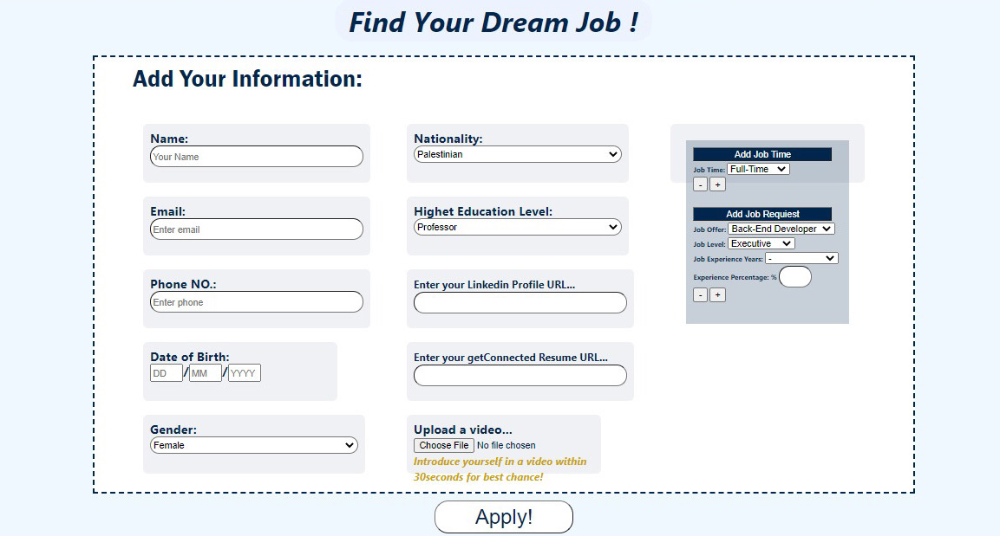 Find Your Dream Job !
Add Your Information:
Name:
Your Name
Email:
Enter email
Phone NO.:
Enter phone
Date of Birth:
DD / MM / YYYY
Gender:
Female
Nationality:
Palestinian
Highet Education Level:
Professor
Enter your Linkedin Profile URL...
Enter your getConnected Resume URL...
Upload a video...
Choose File No file chosen
Introduce yourself in a video within
30seconds for best chance!
Add Job Time
Job Time: Full-Time
- +
Add Job Requiest
Job Offer: Back-End Developer
Job Level: Executive
Job Experience Years: -
Experience Percentage: %
- +
Apply!